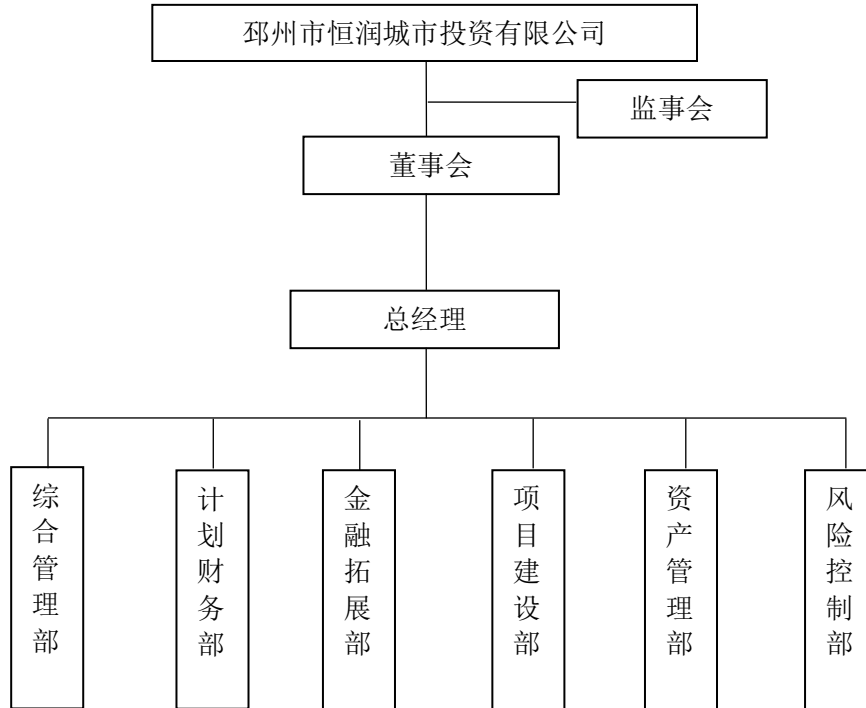 邳州市恒润城市投资有限公司
监事会
董事会
总经理
综合管理部
计划财务部
金融拓展部
项目建设部
资产管理部
风险控制部